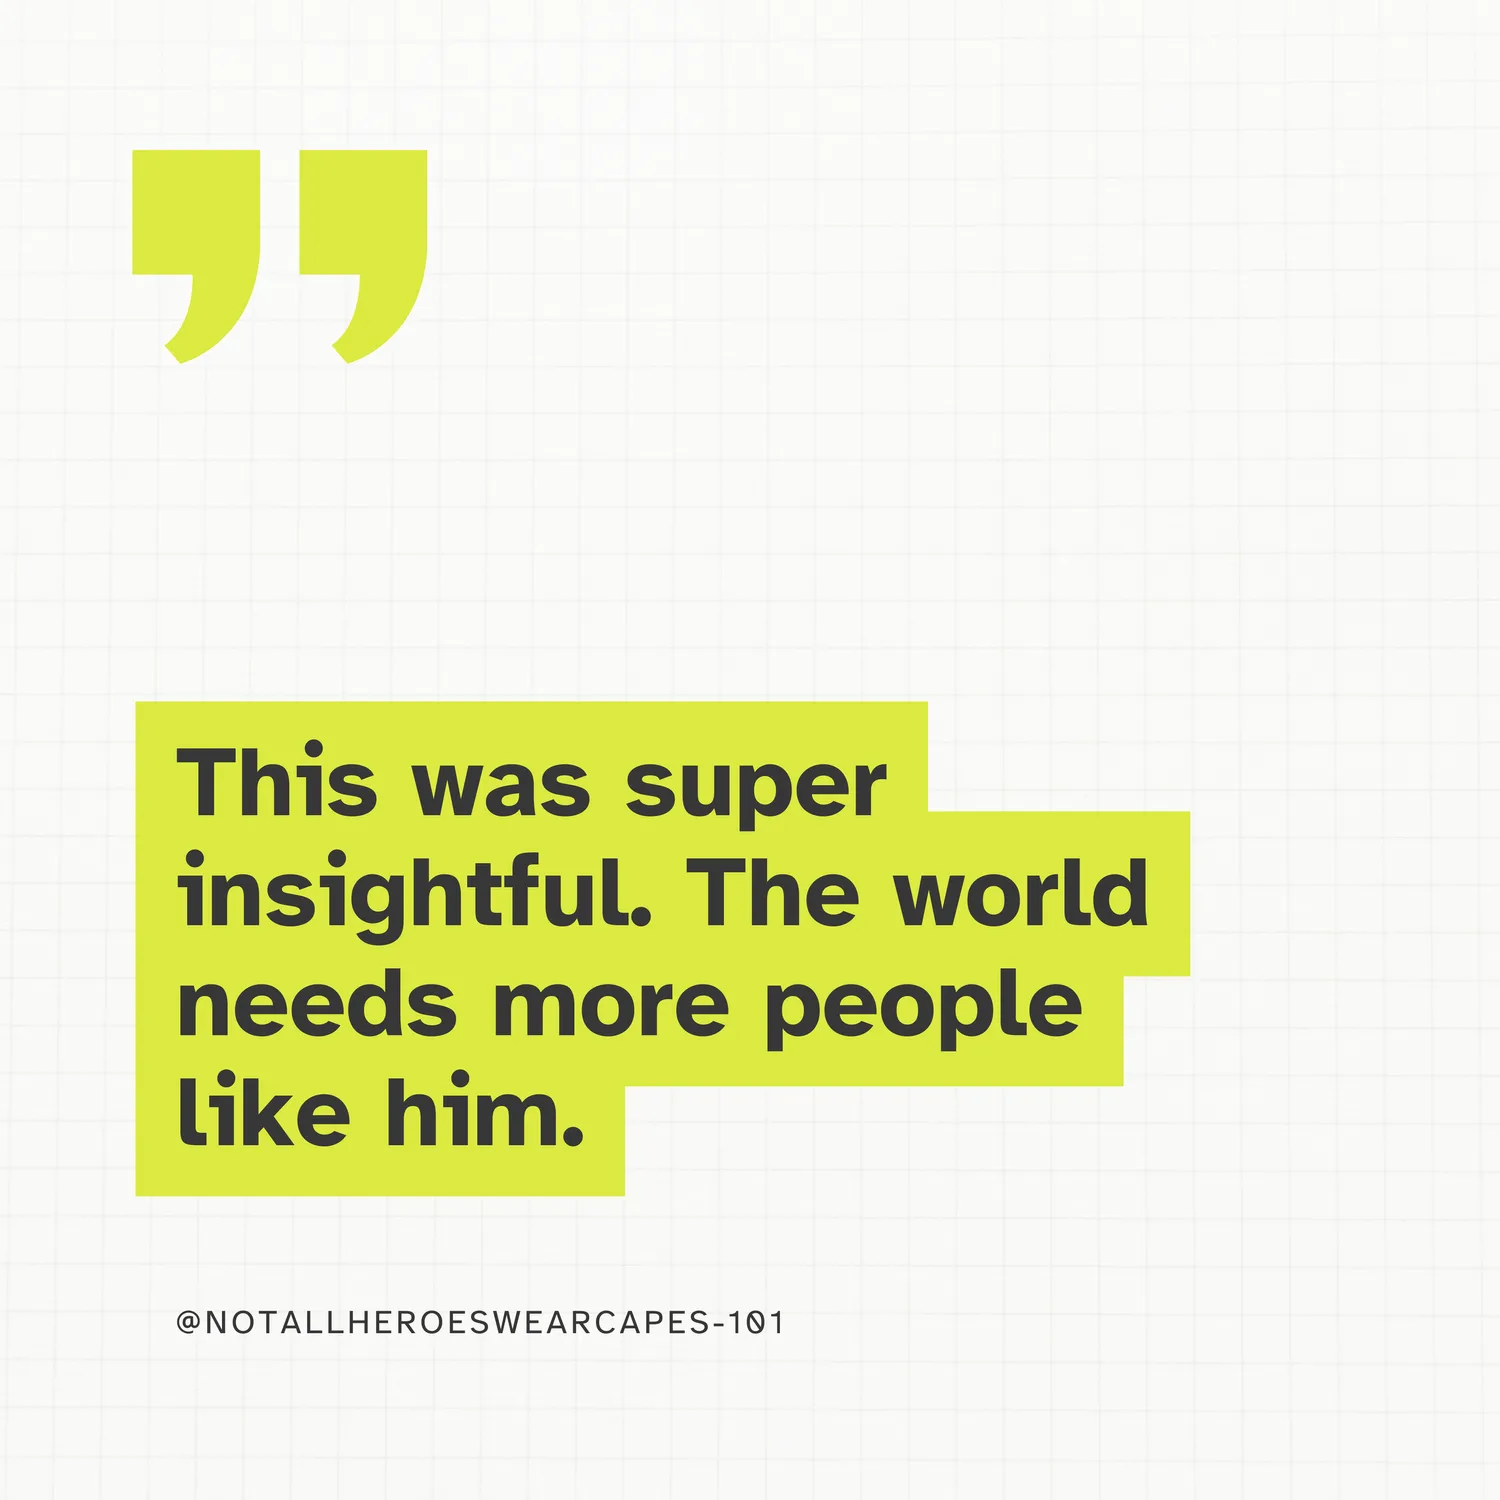 This was super
insightful. The world
needs more people
like him.
@NOTALLHEROESWEARCAPES-101